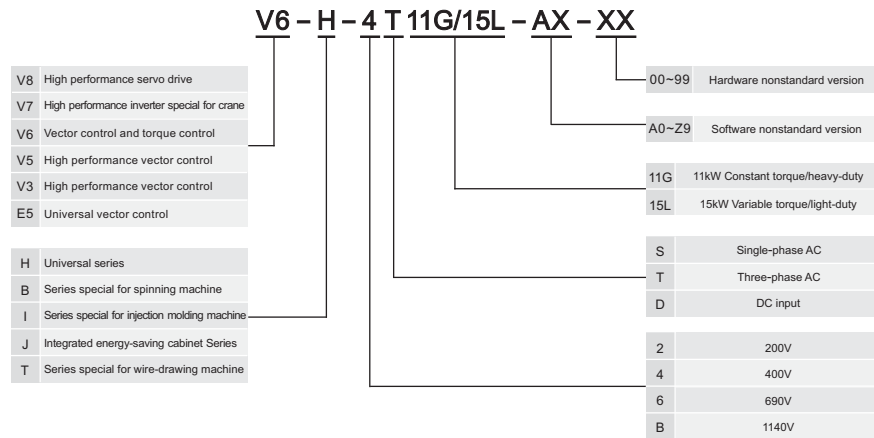 V6 – H – 4 T 11G/15L – AX – XX
V8 High performance servo drive
V7 High performance inverter special for crane
V6 Vector control and torque control
V5 High performance vector control
V3 High performance vector control
E5 Universal vector control
H Universal series
B Series special for spinning machine
I Series special for injection molding machine
J Integrated energy-saving cabinet Series
T Series special for wire-drawing machine
00~99 Hardware nonstandard version
A0~Z9 Software nonstandard version
11G 11kW Constant torque/heavy-duty
15L 15kW Variable torque/light-duty
S Single-phase AC
T Three-phase AC
D DC input
2 200V
4 400V
6 690V
B 1140V